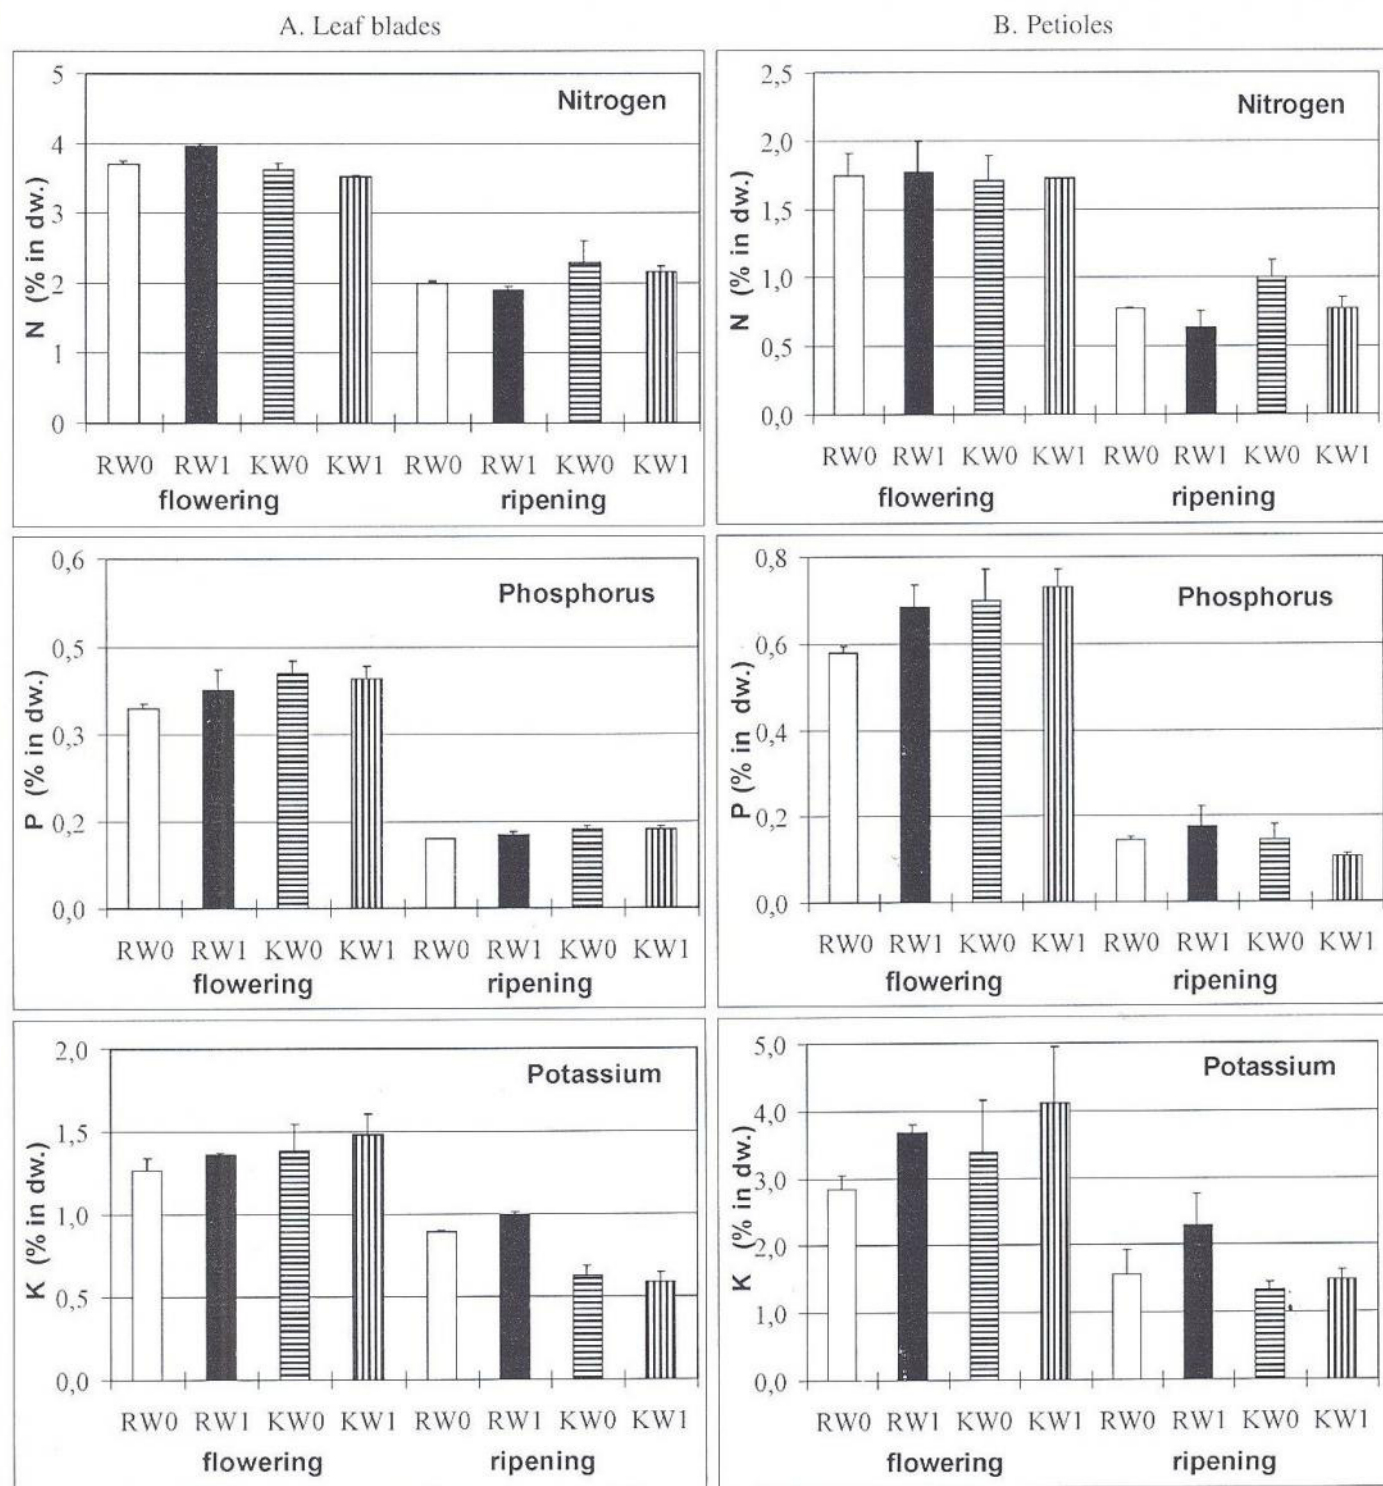 A. Leaf blades
B. Petioles
Nitrogen
N (% in dw.)
5
4
3
2
1
0
RW0 RW1 KW0 KW1 RW0 RW1 KW0 KW1
flowering ripening
Nitrogen
N (% in dw.)
2,5
2,0
1,5
1,0
0,5
0,0
RW0 RW1 KW0 KW1 RW0 RW1 KW0 KW1
flowering ripening
Phosphorus
P (% in dw.)
0,6
0,5
0,3
0,2
0,0
RW0 RW1 KW0 KW1 RW0 RW1 KW0 KW1
flowering ripening
Phosphorus
P (% in dw.)
0,8
0,6
0,4
0,2
0,0
RW0 RW1 KW0 KW1 RW0 RW1 KW0 KW1
flowering ripening
Potassium
K (% in dw.)
2,0
1,5
1,0
0,5
0,0
RW0 RW1 KW0 KW1 RW0 RW1 KW0 KW1
flowering ripening
Potassium
K (% in dw.)
5,0
4,0
3,0
2,0
1,0
0,0
RW0 RW1 KW0 KW1 RW0 RW1 KW0 KW1
flowering ripening